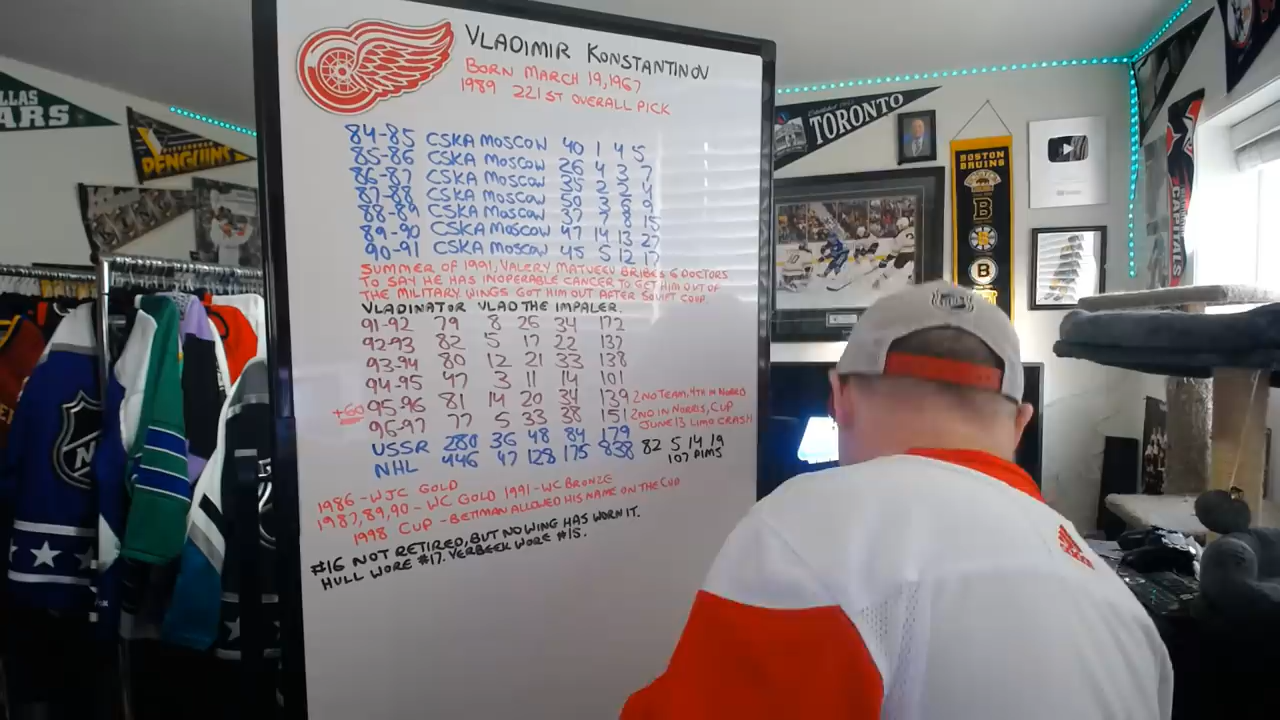 VLADIMIR KONSTANTINOV
BORN MARCH 19, 1967
1989 221ST OVERALL PICK
84-85 CSKA MOSCOW 40 1 4 5
85-86 CSKA MOSCOW 26 4 3 7
86-87 CSKA MOSCOW 35 2 2 4
87-88 CSKA MOSCOW 50 3 6 9
88-89 CSKA MOSCOW 37 7 8 15
89-90 CSKA MOSCOW 47 14 13 27
90-91 CSKA MOSCOW 45 5 12 17
SUMMER OF 1991, VALERY MATVEEV BRIBES 6 DOCTORS
TO SAY HE HAS INOPERABLE CANCER TO GET HIM OUT OF
THE MILITARY WINGS GOT HIM OUT AFTER SOVIET COUP.
VLADINATOR VLAD THE IMPALER.
91-92 79 8 26 34 172
92-93 82 5 17 22 137
93-94 80 12 21 33 138
94-95 47 3 11 14 101
+60 95-96 81 14 20 34 139 2ND TEAM, 4TH IN NORRIS
96-97 77 5 33 38 151 2ND IN NORRIS, CUP
JUNE 13 LIMO CRASH
USSR 280 36 48 84 179
NHL 446 47 128 175 838 82 5 14 19
107 PIMS
1986 - WJC GOLD
1987, 89, 90 - WC GOLD 1991 - WC BRONZE
1998 CUP - BETTMAN ALLOWED HIS NAME ON THE CUP
#16 NOT RETIRED, BUT NO WING HAS WORN IT.
HULL WORE #17. VERBEEK WORE #15.
PENGUINS
TORONTO
BOSTON
BRUINS
B
B